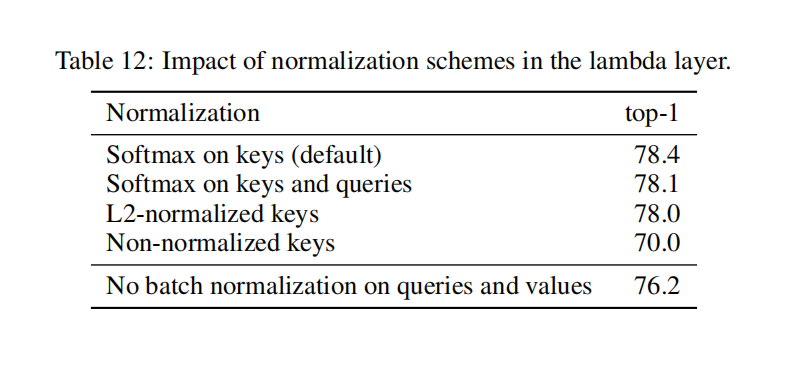 Table 12: Impact of normalization schemes in the lambda layer.
Normalization top-1
Softmax on keys (default) 78.4
Softmax on keys and queries 78.1
L2-normalized keys 78.0
Non-normalized keys 70.0
No batch normalization on queries and values 76.2